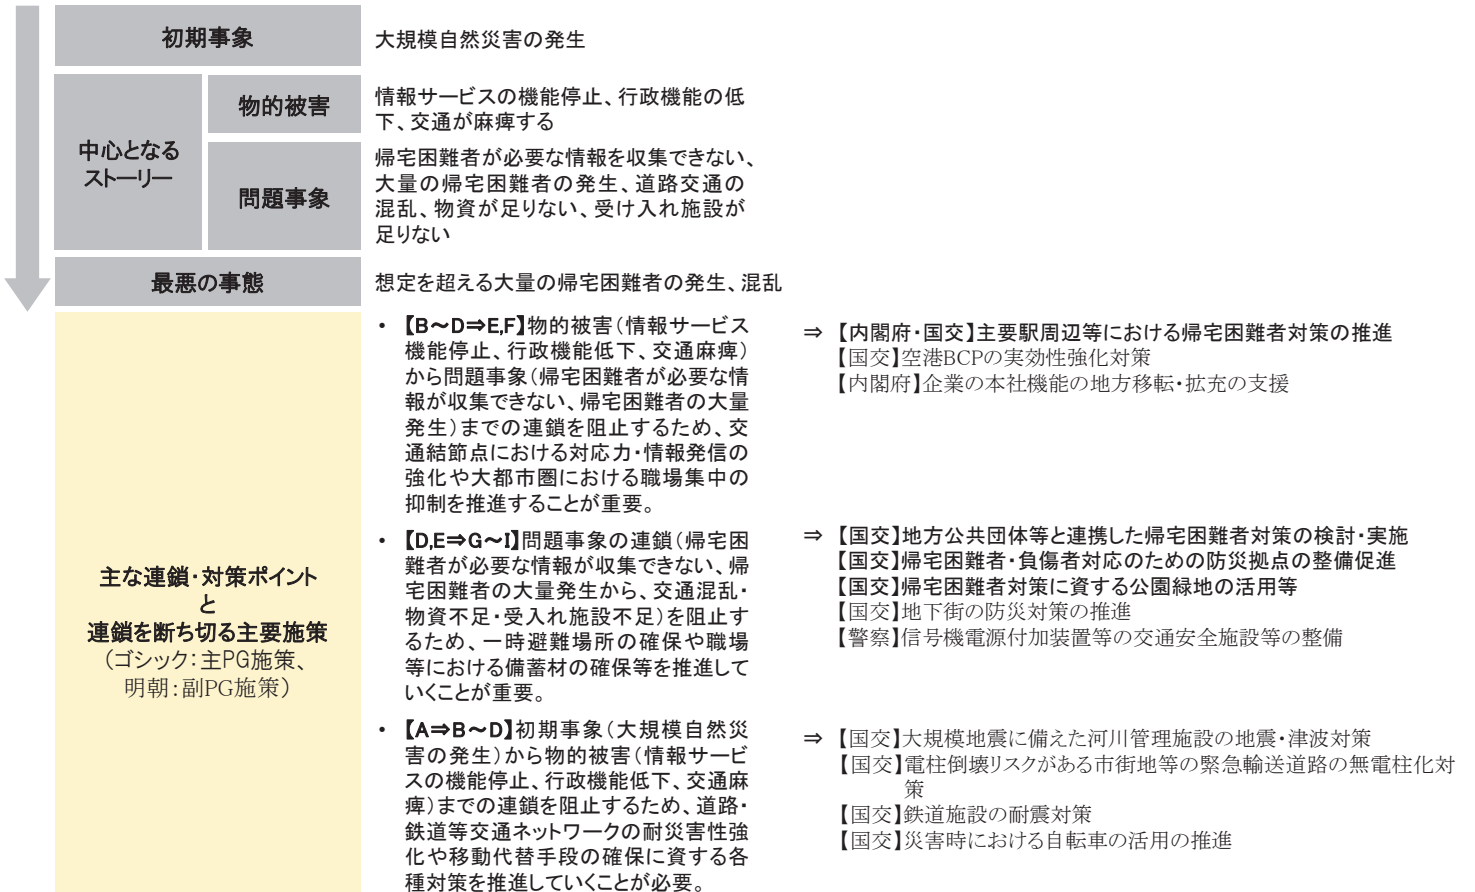 初期事象
大規模自然災害の発生
中心となる
ストーリー
物的被害
情報サービスの機能停止、行政機能の低
下、交通が麻痺する
問題事象
帰宅困難者が必要な情報を収集できない、
大量の帰宅困難者の発生、道路交通の
混乱、物資が足りない、受け入れ施設が
足りない
最悪の事態
想定を超える大量の帰宅困難者の発生、混乱
主な連鎖・対策ポイント
と
連鎖を断ち切る主要施策
(ゴシック:主PG施策、
明朝:副PG施策)
・ 【B～D⇒E,F】物的被害(情報サービス
機能停止、行政機能低下、交通麻痺)
から問題事象(帰宅困難者が必要な情
報が収集できない、帰宅困難者の大量
発生)までの連鎖を阻止するため、交
通結節点における対応力・情報発信の
強化や大都市圏における職場集中の
抑制を推進することが重要。
⇒ 【内閣府・国交】主要駅周辺等における帰宅困難者対策の推進
【国交】空港BCPの実効性強化対策
【内閣府】企業の本社機能の地方移転・拡充の支援
・ 【D,E⇒G～I】問題事象の連鎖(帰宅困
難者が必要な情報が収集できない、帰
宅困難者の大量発生から、交通混乱・
物資不足・受入れ施設不足)を阻止す
るため、一時避難場所の確保や職場
等における備蓄材の確保等を推進して
いくことが重要。
⇒ 【国交】地方公共団体等と連携した帰宅困難者対策の検討・実施
【国交】帰宅困難者・負傷者対応のための防災拠点の整備促進
【国交】帰宅困難者対策に資する公園緑地の活用等
【国交】地下街の防災対策の推進
【警察】信号機電源付加装置等の交通安全施設等の整備
・ 【A⇒B～D】初期事象(大規模自然災
害の発生)から物的被害(情報サービ
スの機能停止、行政機能低下、交通麻
痺)までの連鎖を阻止するため、道路・
鉄道等交通ネットワークの耐災害性強
化や移動代替手段の確保に資する各
種対策を推進していくことが必要。
⇒ 【国交】大規模地震に備えた河川管理施設の地震・津波対策
【国交】電柱倒壊リスクがある市街地等の緊急輸送道路の無電柱化対
策
【国交】鉄道施設の耐震対策
【国交】災害時における自転車の活用の推進